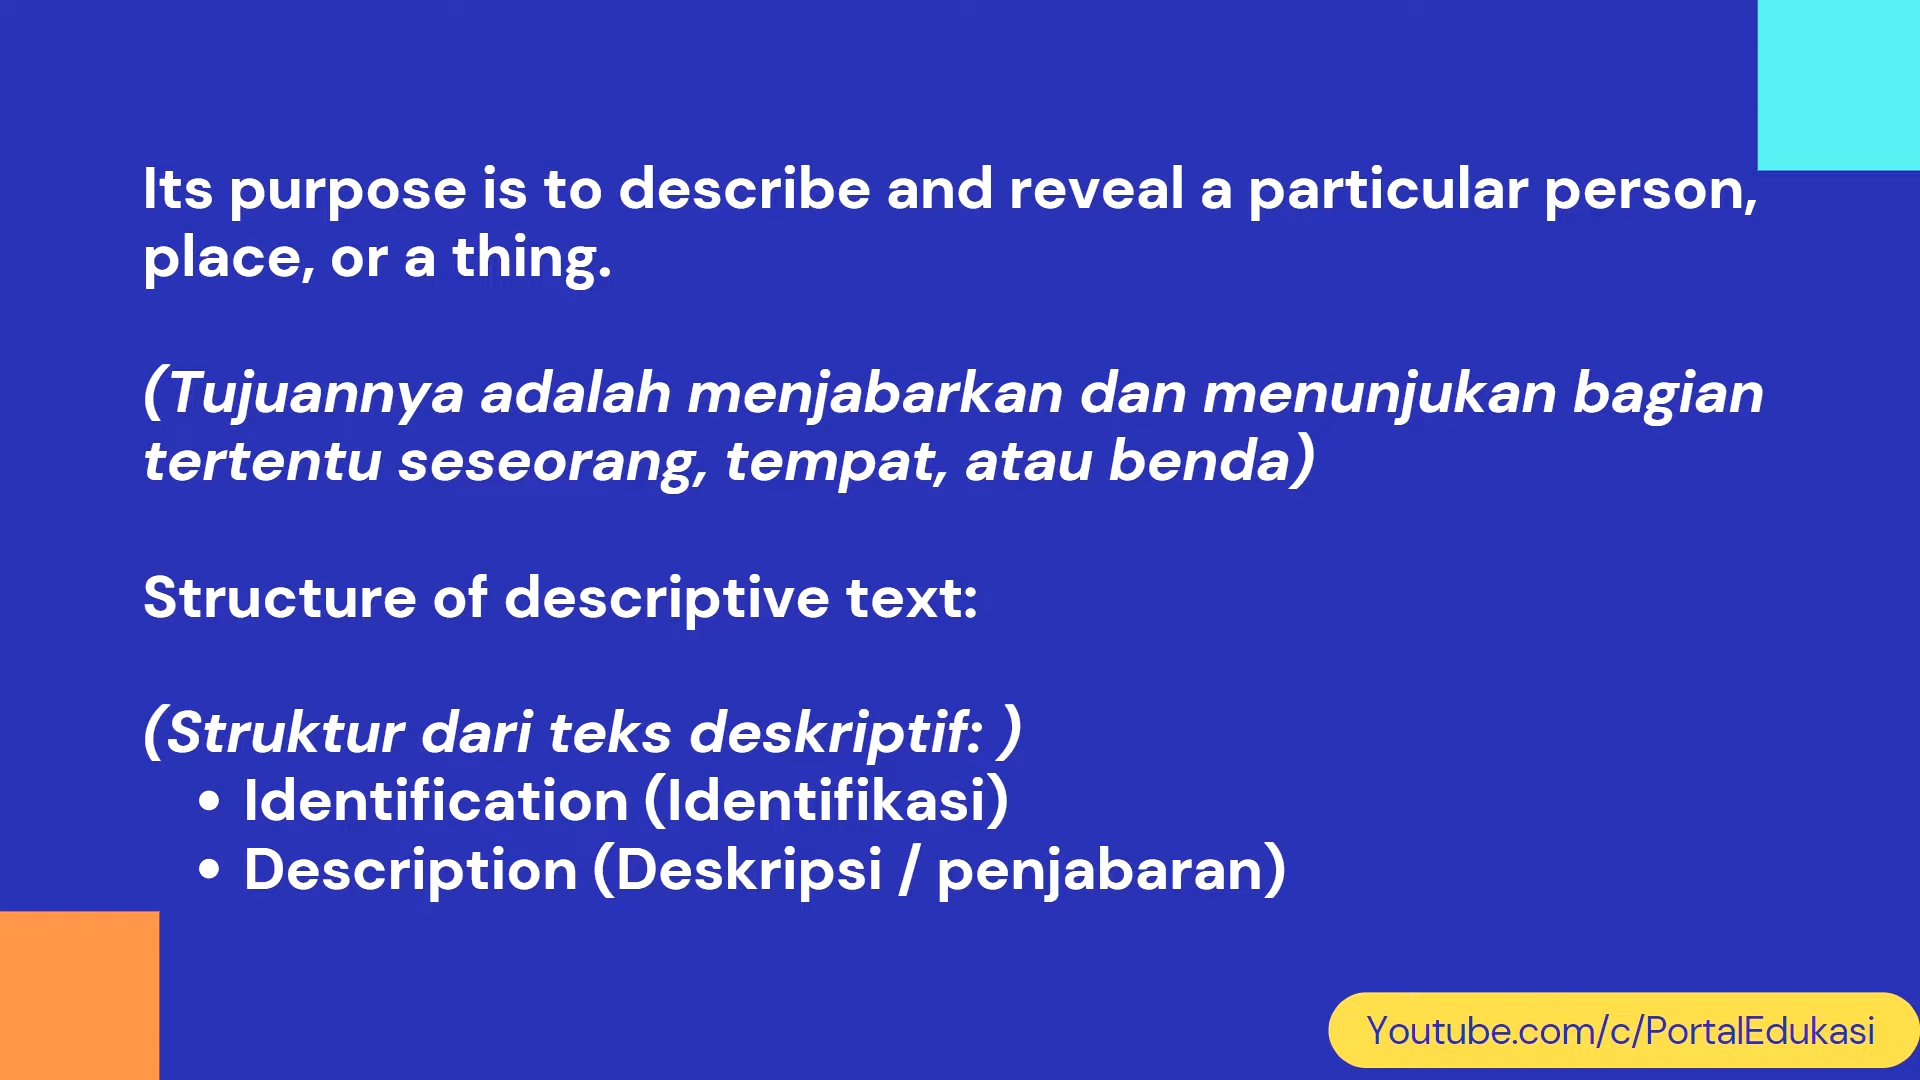 Its purpose is to describe and reveal a particular person,
place, or a thing.
(Tujuannya adalah menjabarkan dan menunjukan bagian
tertentu seseorang, tempat, atau benda)
Structure of descriptive text:
(Struktur dari teks deskriptif: )
• Identification (Identifikasi)
• Description (Deskripsi / penjabaran)
Youtube.com/c/PortalEdukasi